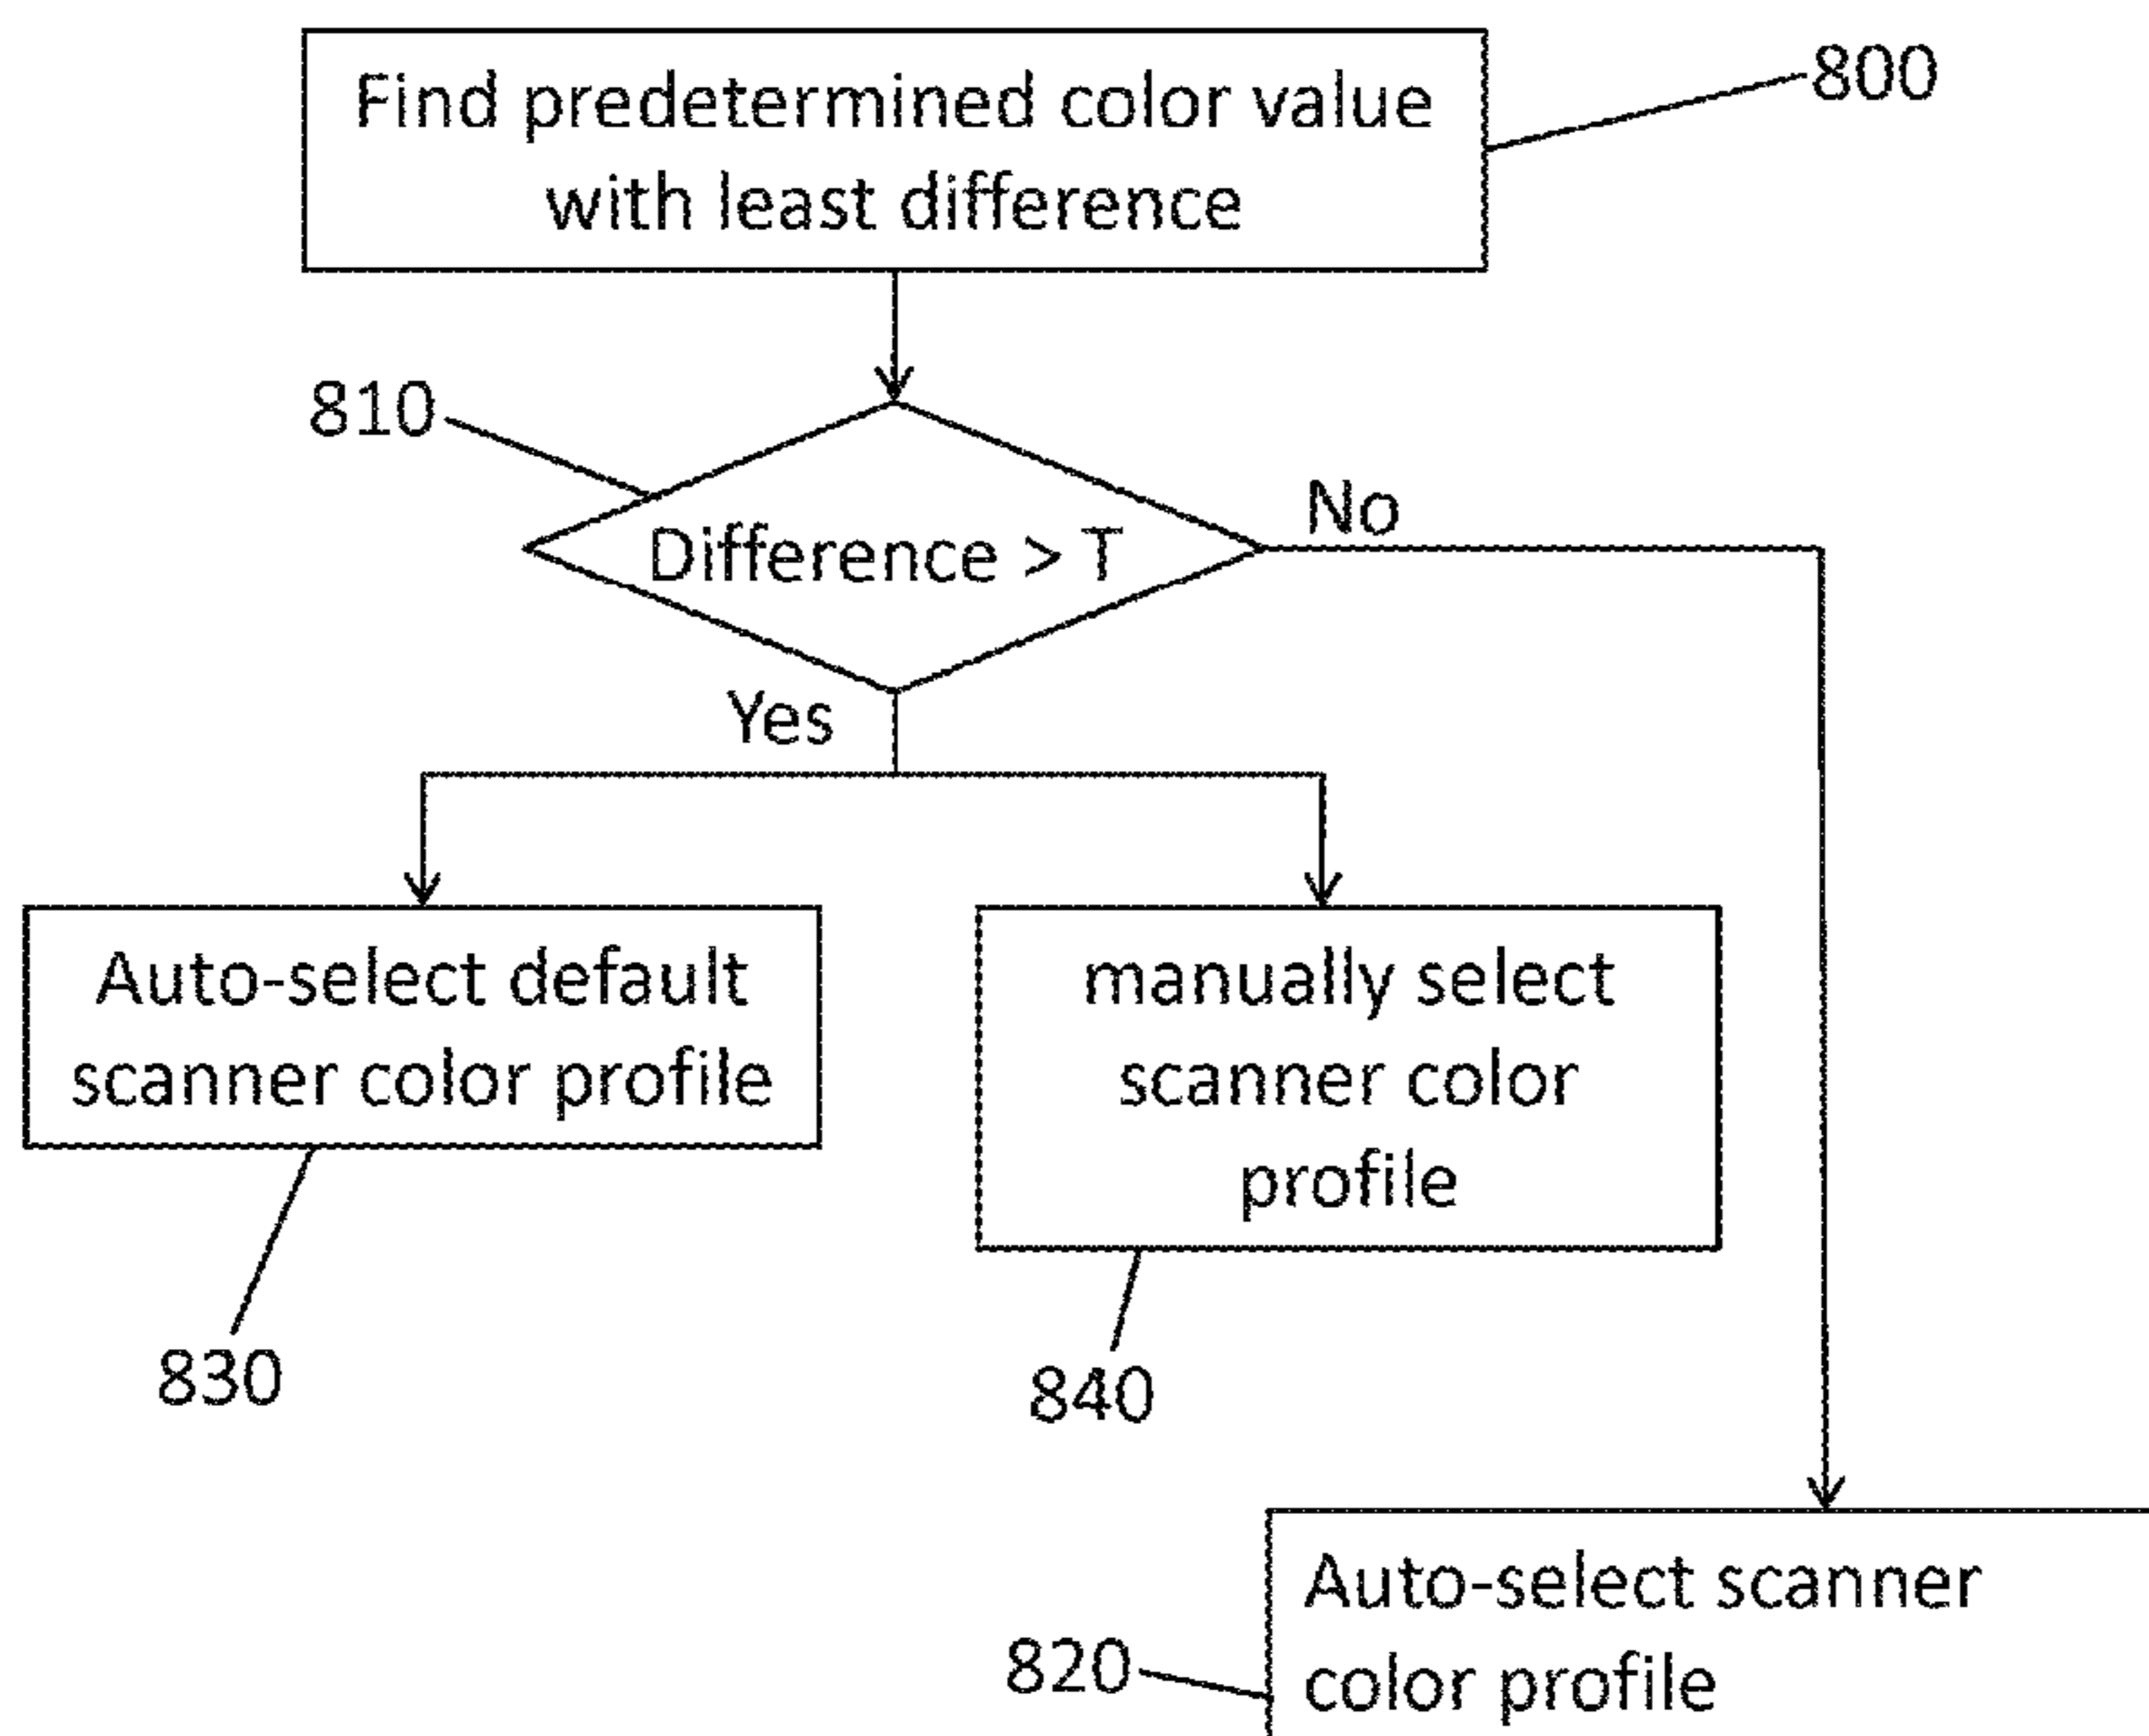 Find predetermined color value
with least difference
800
810
Difference > T
No
Yes
Auto-select default
scanner color profile
830
manually select
scanner color
profile
840
820
Auto-select scanner
color profile